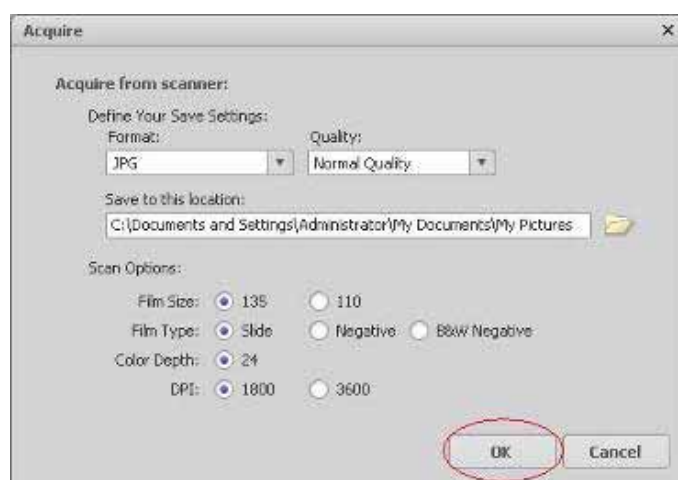 Acquire
Acquire from scanner:
Define Your Save Settings:
Format: Quality:
JPG Normal Quality
Save to this location:
C:\Documents and Settings\Administrator\My Documents\My Pictures
Scan Options:
Film Size: 135 110
Film Type: Slide Negative B&W Negative
Color Depth: 24
DPI: 1800 3600
OK Cancel